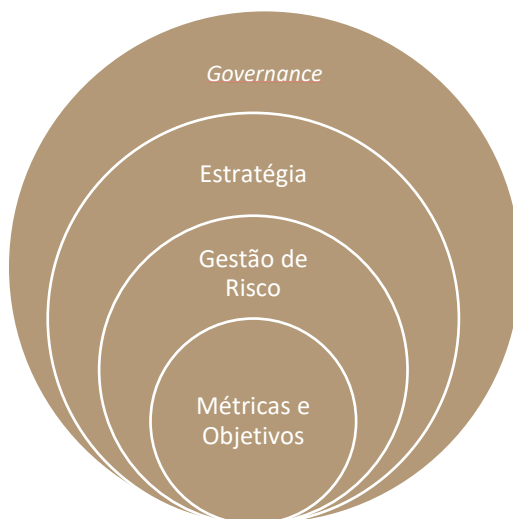 Governance
Estratégia
Gestão de
Risco
Métricas e
Objetivos